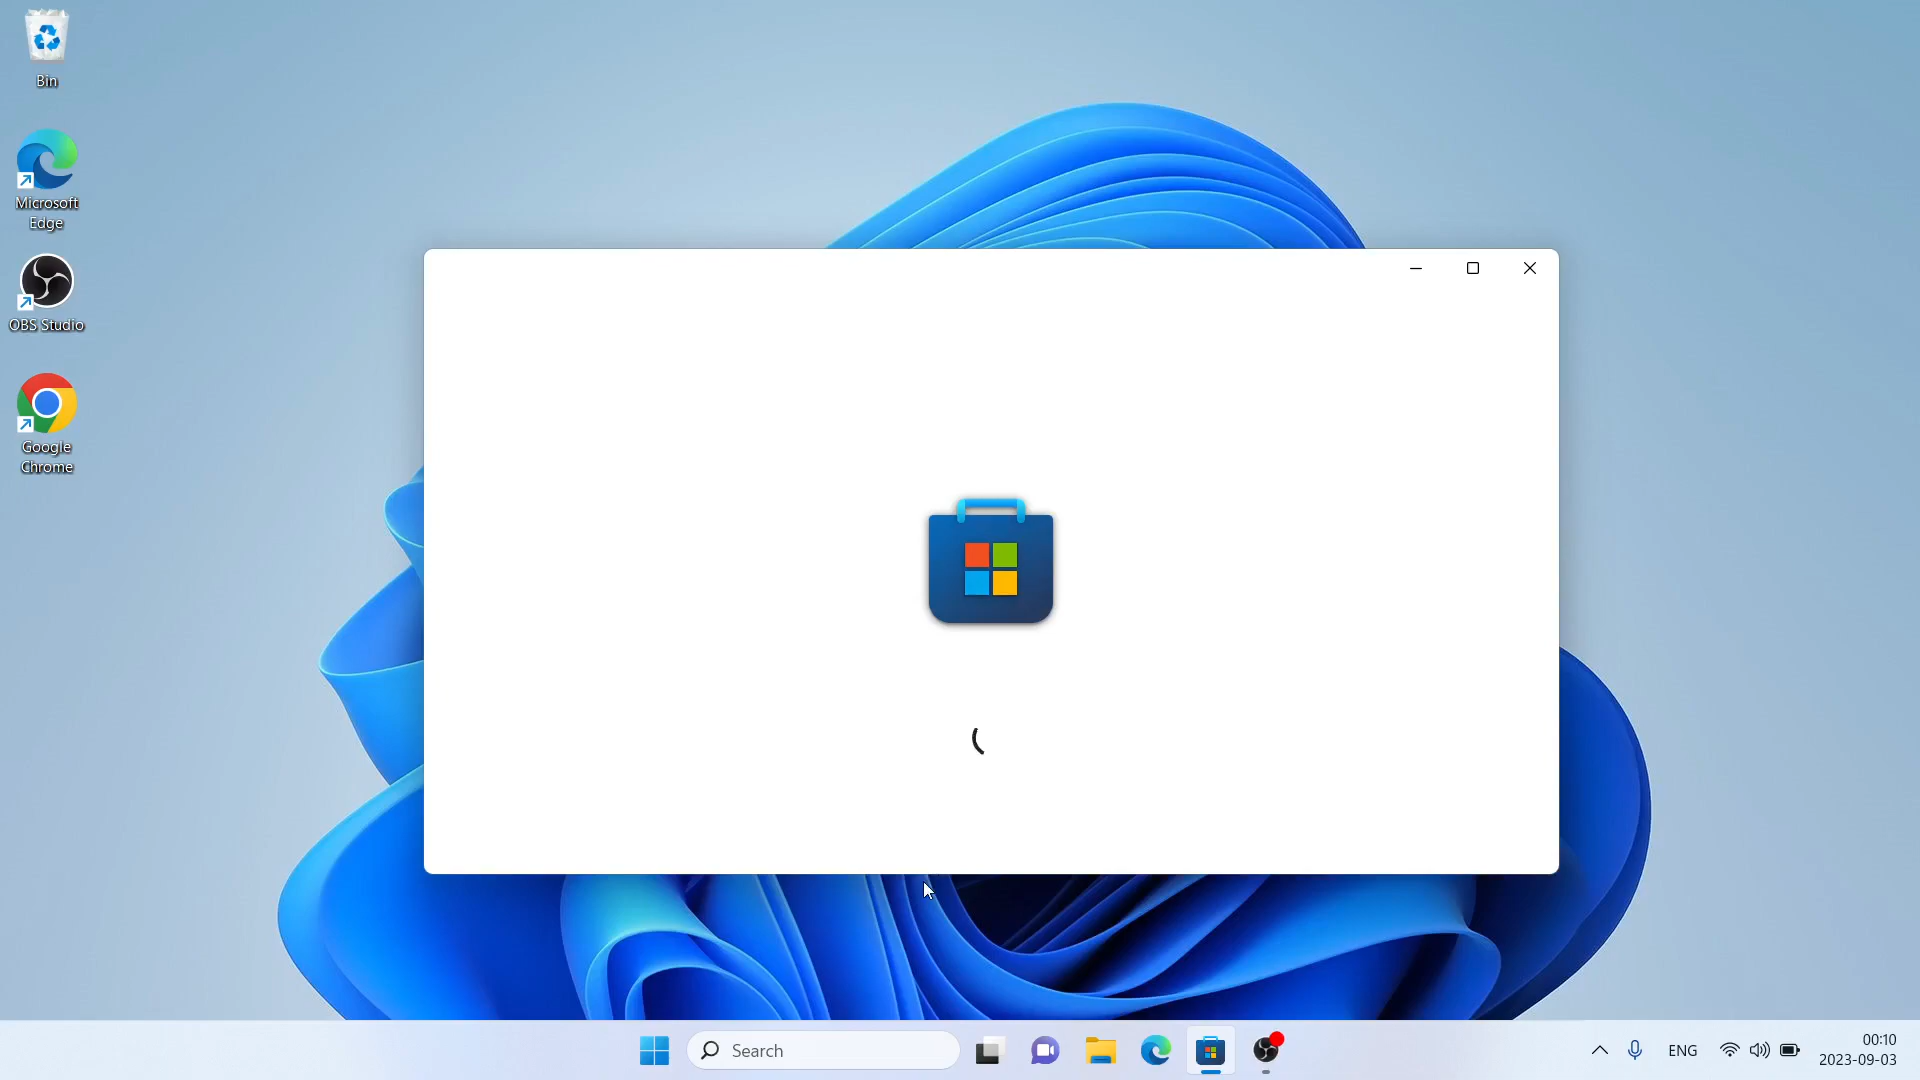 Bin
Microsoft
Edge
OBS Studio
Google
Chrome
Search
ENG
00:10
2023-09-03